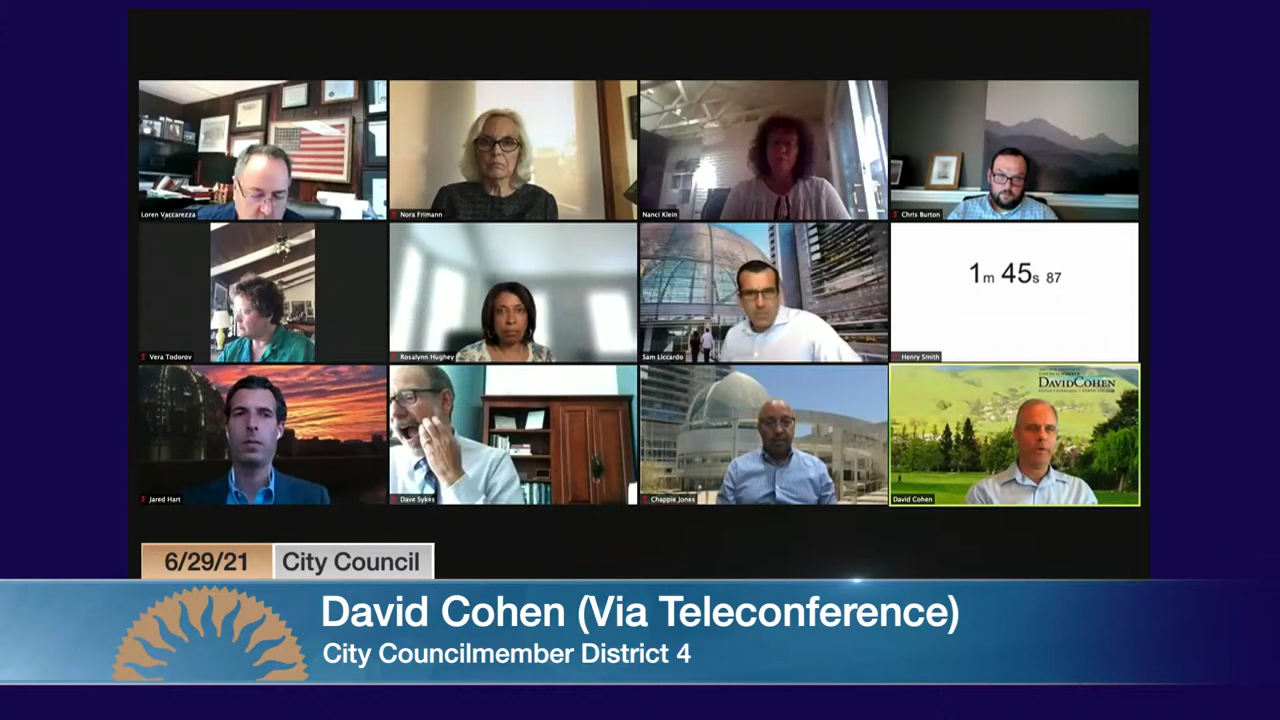 Loren Vaccarezza
Nora Frimann
Nanci Klein
Chris Burton
Vera Todorov
Rosalynn Hughey
Sam Liccardo
1m 45s 87
Henry Smith
DAVIDCOHEN
Jared Hart
Dave Sykes
Chappie Jones
David Cohen
6/29/21
City Council
David Cohen (Via Teleconference)
City Councilmember District 4